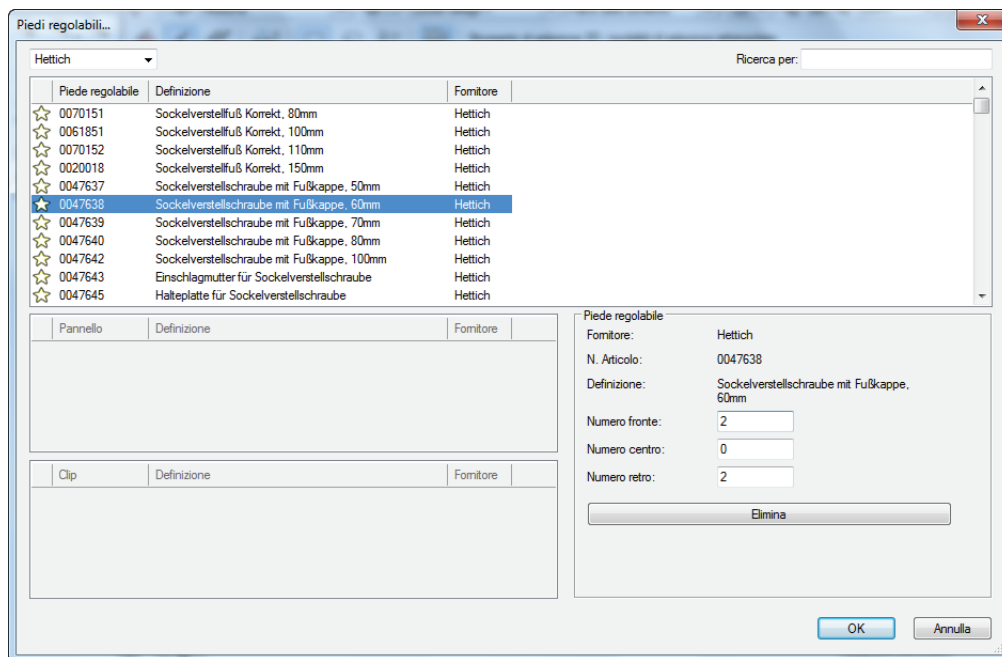 Piedi regolabili...
Hettich
Ricerca per:
Piede regolabile Definizione Fornitore
0070151 Sockelverstellfuß Korrekt, 80mm Hettich
0061851 Sockelverstellfuß Korrekt, 100mm Hettich
0070152 Sockelverstellfuß Korrekt, 110mm Hettich
0020018 Sockelverstellfuß Korrekt, 150mm Hettich
0047637 Sockelverstellschraube mit Fußkappe, 50mm Hettich
0047638 Sockelverstellschraube mit Fußkappe, 60mm Hettich
0047639 Sockelverstellschraube mit Fußkappe, 70mm Hettich
0047640 Sockelverstellschraube mit Fußkappe, 80mm Hettich
0047642 Sockelverstellschraube mit Fußkappe, 100mm Hettich
0047643 Einschlagmutter für Sockelverstellschraube Hettich
0047645 Halteplatte für Sockelverstellschraube Hettich
Pannello Definizione Fornitore
Clip Definizione Fornitore
Piede regolabile
Fornitore: Hettich
N. Articolo: 0047638
Definizione: Sockelverstellschraube mit Fußkappe,
60mm
Numero fronte: 2
Numero centro: 0
Numero retro: 2
Elimina
OK Annulla